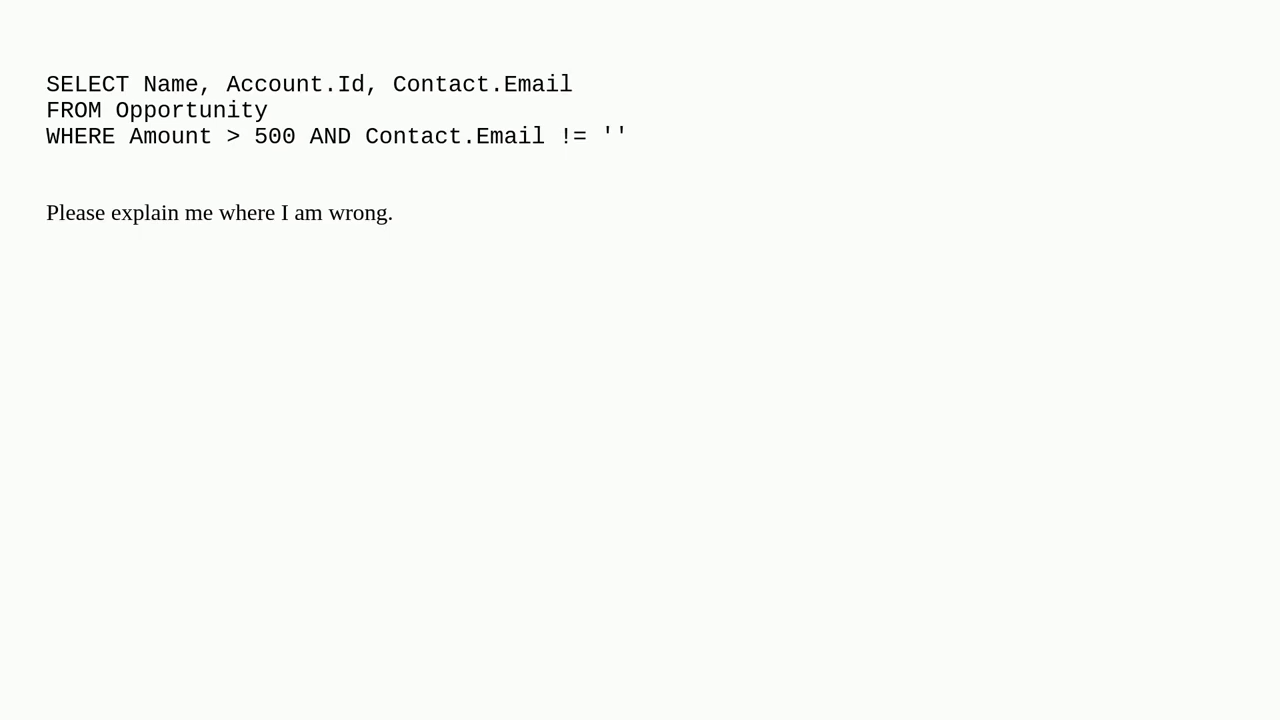 SELECT Name, Account.Id, Contact.Email
FROM Opportunity
WHERE Amount > 500 AND Contact.Email != ''
Please explain me where I am wrong.